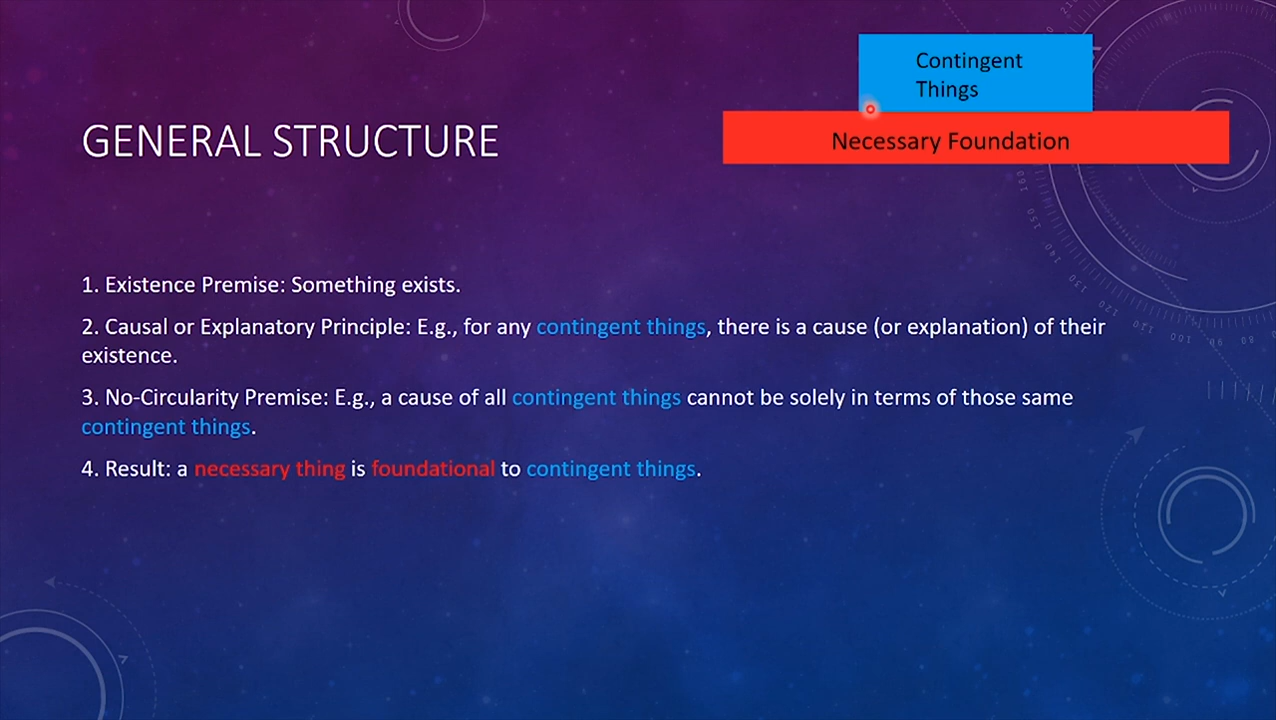 Contingent
Things
Necessary Foundation
GENERAL STRUCTURE
1. Existence Premise: Something exists.
2. Causal or Explanatory Principle: E.g., for any contingent things, there is a cause (or explanation) of their
existence.
3. No-Circularity Premise: E.g., a cause of all contingent things cannot be solely in terms of those same
contingent things.
4. Result: a necessary thing is foundational to contingent things.